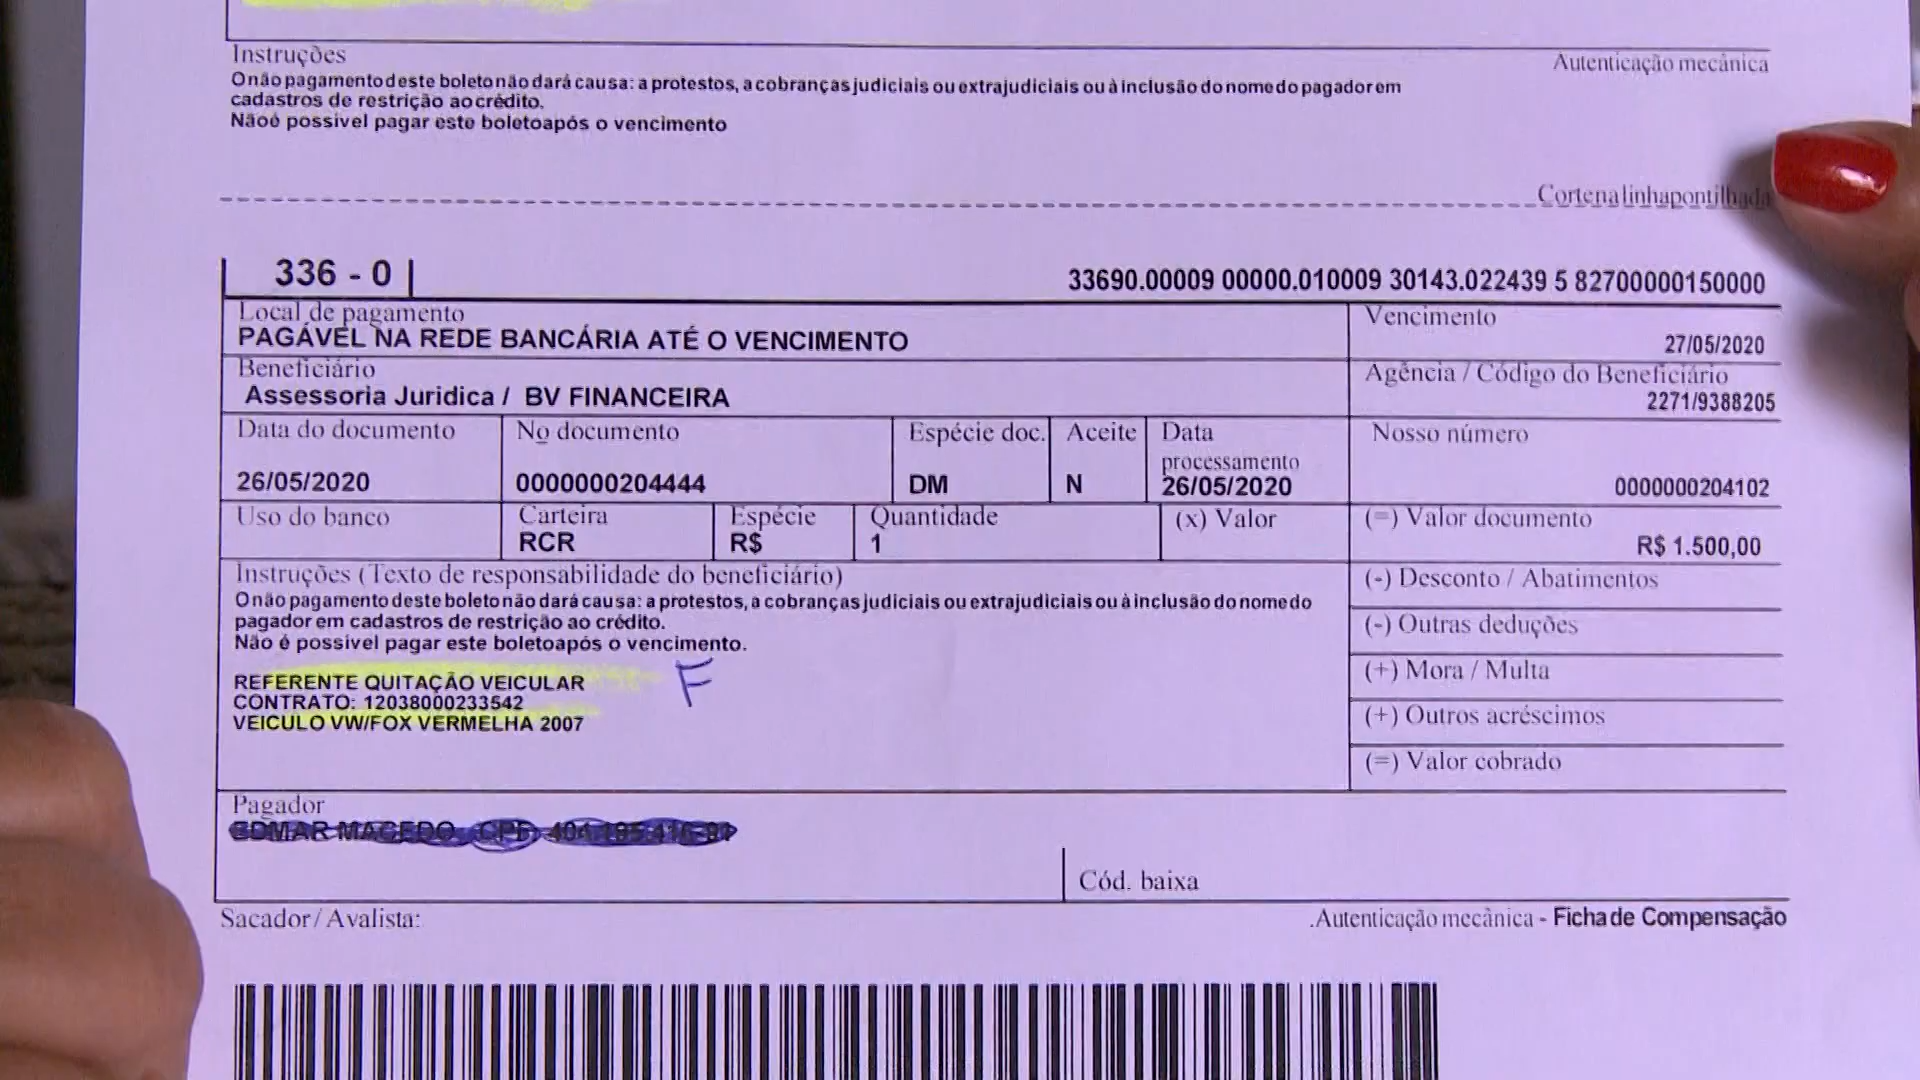 Instruções
Autenticação mecânica
O não pagamento deste boleto não dará causa: a protestos, a cobranças judiciais ou extrajudiciais ou à inclusão do nome do pagador em
cadastros de restrição ao crédito.
Não é possivel pagar este boleto após o vencimento
Corte na linha pontilhada
336 - 0
33690.00009 00000.010009 30143.022439 5 82700000150000
Local de pagamento
PAGÁVEL NA REDE BANCÁRIA ATÉ O VENCIMENTO
Vencimento
27/05/2020
Beneficiário
Assessoria Juridica / BV FINANCEIRA
Agência / Código do Beneficiário
2271/9388205
Data do documento
26/05/2020
No documento
0000000204444
Espécie doc.
DM
Aceite
N
Data
processamento
26/05/2020
Nosso número
0000000204102
Uso do banco
Carteira
RCR
Espécie
R$
Quantidade
1
(x) Valor
(=) Valor documento
R$ 1.500,00
Instruções (Texto de responsabilidade do beneficiário)
O não pagamento deste boleto não dará causa: a protestos, a cobranças judiciais ou extrajudiciais ou à inclusão do nome do
pagador em cadastros de restrição ao crédito.
Não é possivel pagar este boleto após o vencimento.
REFERENTE QUITAÇÃO VEICULAR
CONTRATO: 12038000233542
VEICULO VW/FOX VERMELHA 2007
F
(-) Desconto / Abatimentos
(-) Outras deduções
(+) Mora / Multa
(+) Outros acréscimos
(=) Valor cobrado
Pagador
Cód. baixa
Sacador / Avalista:
.Autenticação mecânica - Ficha de Compensação